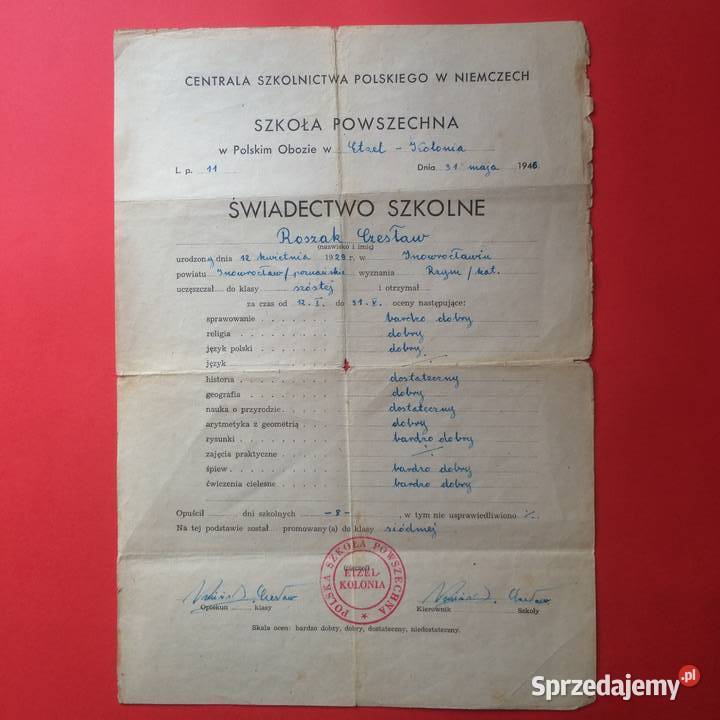 CENTRALA SZKOLNICTWA POLSKIEGO W NIEMCZECH
SZKOŁA POWSZECHNA
w Polskim Obozie w Etzel - Kolonia
L. p. 11 Dnia 31 maja 1946
ŚWIADECTWO SZKOLNE
Roszak Czesław
(nazwisko i imię)
urodzony dnia 12 kwietnia 1929 r. w Inowrocławiu
powiatu Inowrocław/poznańskie wyznania Rzym/kat.
uczęszczał do klasy szóstej i otrzymał
za czas od 12. I. do 31. V. oceny następujące:
sprawowanie bardzo dobry
religia dobry
język polski dobry
język
historia dostateczny
geografia dobry
nauka o przyrodzie dostateczny
arytmetyka z geometrią dobry
rysunki bardzo dobry
zajęcia praktyczne
śpiew bardzo dobry
ćwiczenia cielesne bardzo dobry
Opuścił dni szkolnych -8- , w tym nie usprawiedliwiono %.
Na tej podstawie został promowany(a) do klasy siódmej
(pieczęć)
POLSKA SZKOŁA POWSZECHNA
ETZEL
KOLONIA
Czesław Czesław
Opiekun klasy Kierownik Szkoły
Skala ocen: bardzo dobry, dobry, dostateczny, niedostateczny.
Sprzedajemy.pl